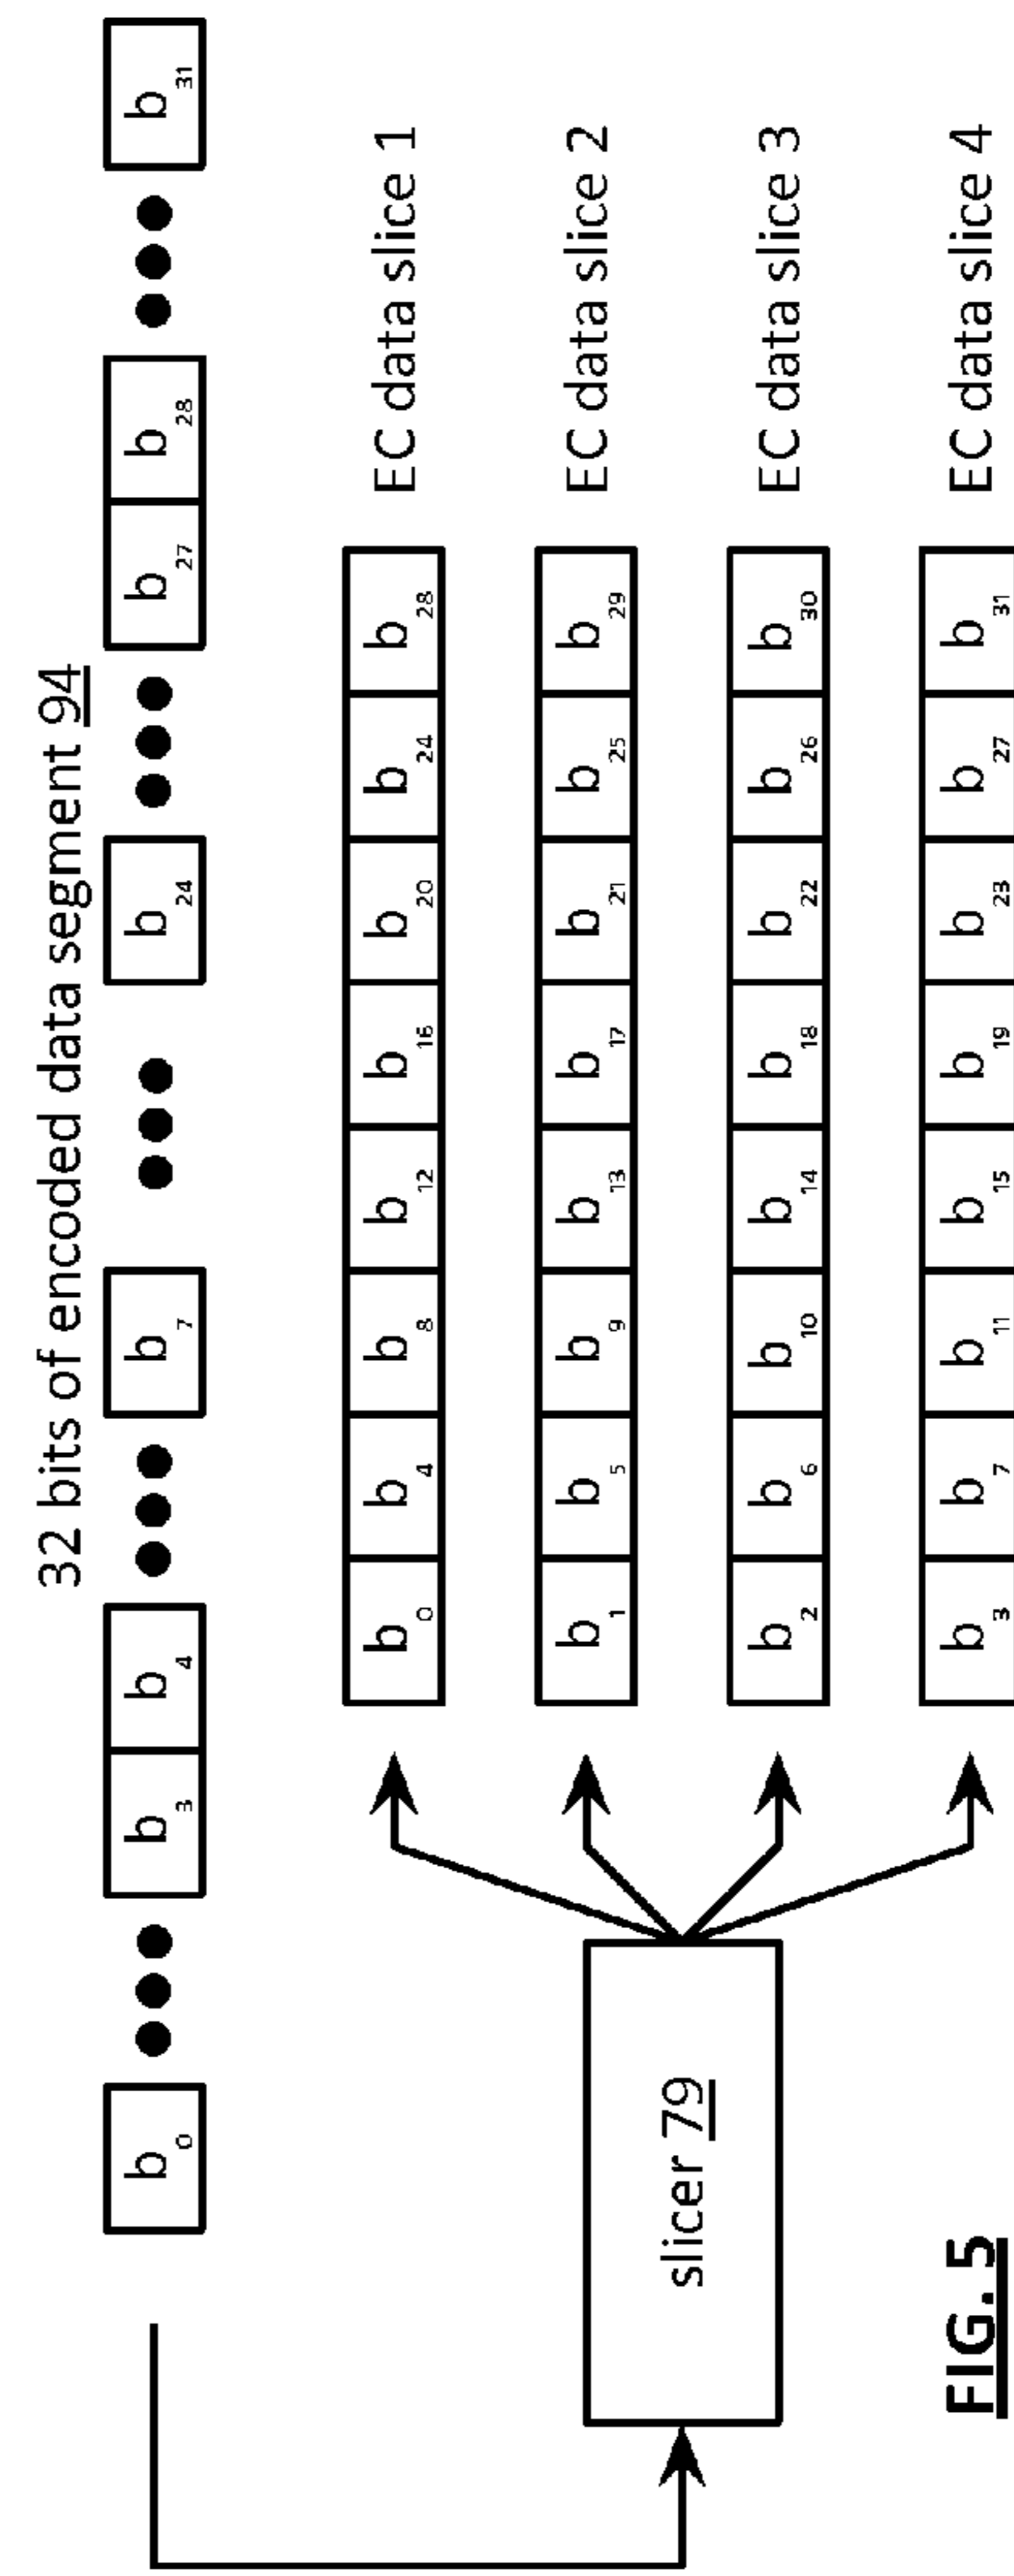 32 bits of encoded data segment 94
b0 ●●● b3 b4 ●●● b7 ●●● b24 ●●● b27 b28 ●●● b31
b0 b4 b8 b12 b16 b20 b24 b28 EC data slice 1
b1 b5 b9 b13 b17 b21 b25 b29 EC data slice 2
slicer 79
b2 b6 b10 b14 b18 b22 b26 b30 EC data slice 3
b3 b7 b11 b15 b19 b23 b27 b31 EC data slice 4
FIG. 5